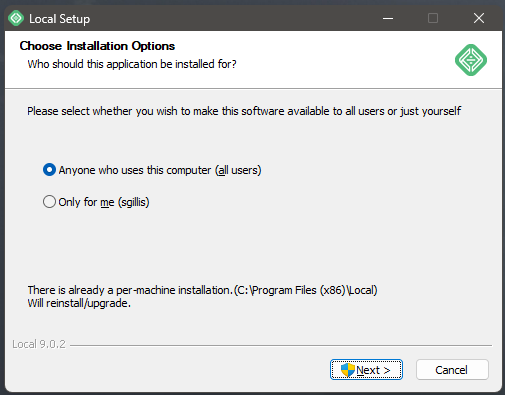 Local Setup
Choose Installation Options
Who should this application be installed for?
Please select whether you wish to make this software available to all users or just yourself
Anyone who uses this computer (all users)
Only for me (sgillis)
There is already a per-machine installation.(C:\Program Files (x86)\Local)
Will reinstall/upgrade.
Local 9.0.2
Next >
Cancel